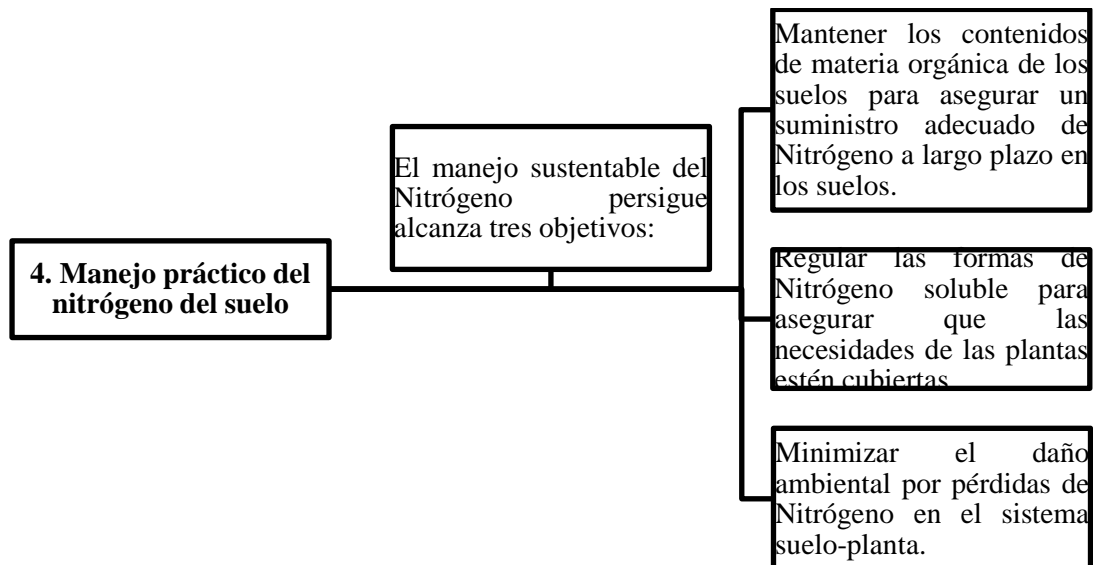 4. Manejo práctico del
nitrógeno del suelo
El manejo sustentable del
Nitrógeno persigue
alcanza tres objetivos:
Mantener los contenidos
de materia orgánica de los
suelos para asegurar un
suministro adecuado de
Nitrógeno a largo plazo en
los suelos.
Regular las formas de
Nitrógeno soluble para
asegurar que las
necesidades de las plantas
estén cubiertas
Minimizar el daño
ambiental por pérdidas de
Nitrógeno en el sistema
suelo-planta.